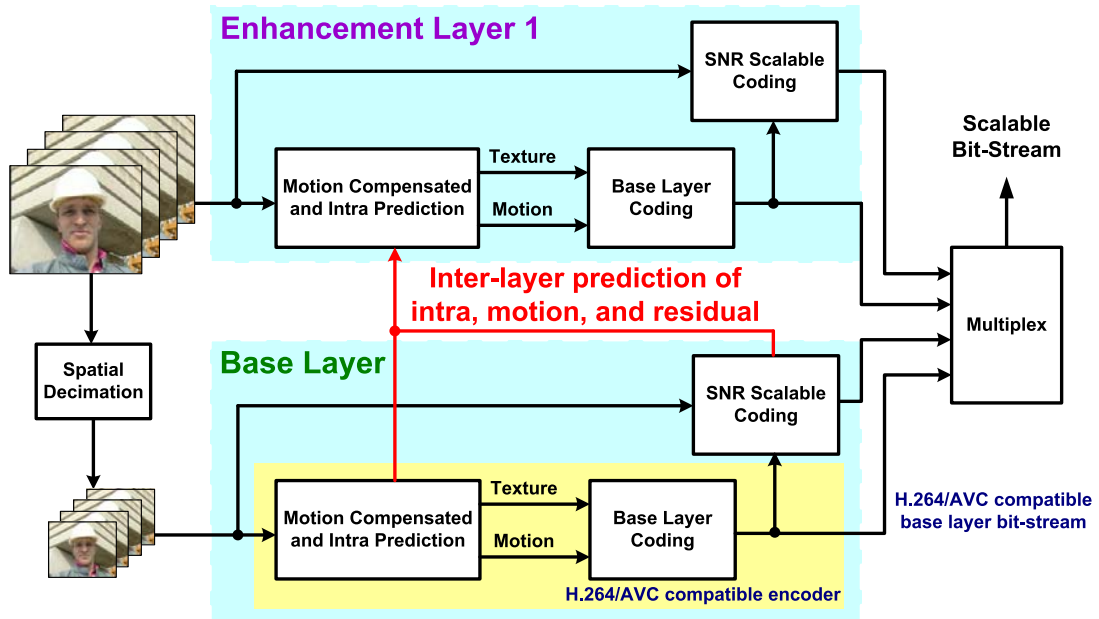 Enhancement Layer 1
SNR Scalable
Coding
Scalable
Bit-Stream
Texture
Motion Compensated
and Intra Prediction
Base Layer
Coding
Motion
Inter-layer prediction of
intra, motion, and residual
Multiplex
Spatial
Decimation
Base Layer
SNR Scalable
Coding
Texture
Motion Compensated
and Intra Prediction
Base Layer
Coding
Motion
H.264/AVC compatible
base layer bit-stream
H.264/AVC compatible encoder